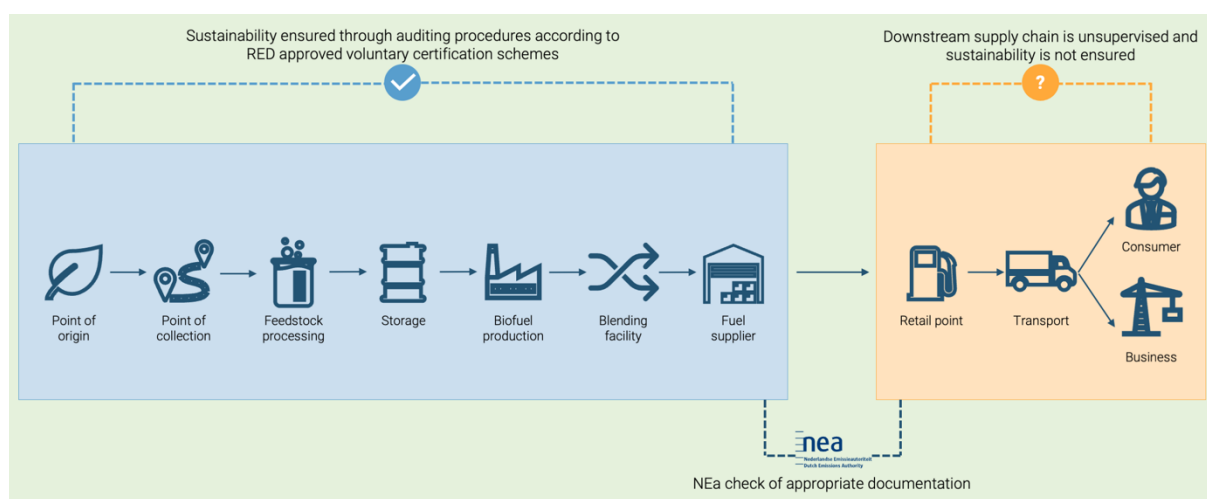 Sustainability ensured through auditing procedures according to
RED approved voluntary certification schemes
Downstream supply chain is unsupervised and
sustainability is not ensured
?
Point of
origin
Point of
collection
Feedstock
processing
Storage
Biofuel
production
Blending
facility
Fuel
supplier
Retail point
Transport
Consumer
Business
nea
Nederlandse Emissieautoriteit
Dutch Emissions Authority
NEa check of appropriate documentation